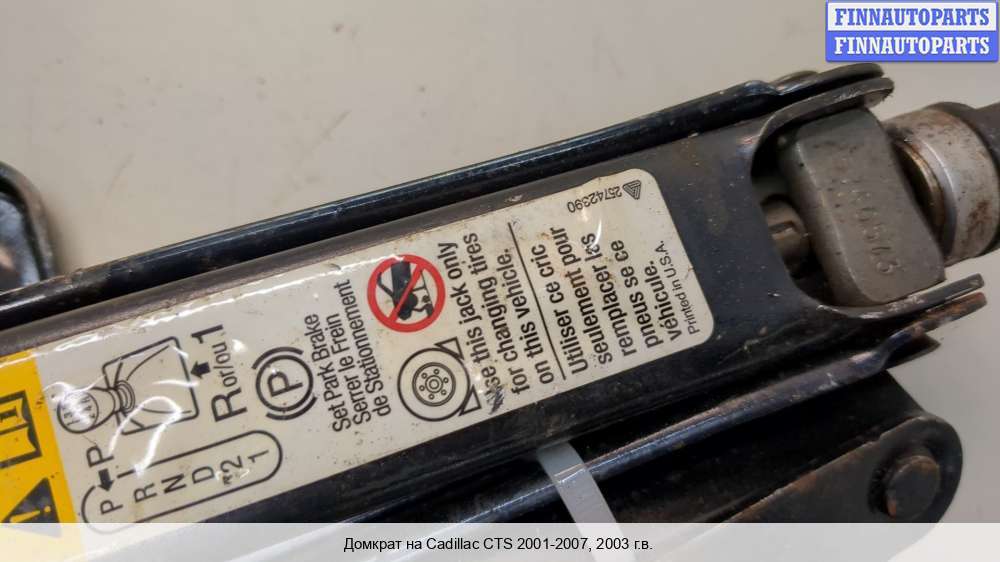 FINNAUTOPARTS
FINNAUTOPARTS
P
P
R
N
D
2
1
R or/ou 1
P
Set Park Brake
Serrer le Frein
de Stationnement
Use this jack only
for changing tires
on this vehicle.
Utiliser ce cric
seulement pour
remplacer les
pneus se ce
véhicule.
Printed in U.S.A.
25742390
Домкрат на Cadillac CTS 2001-2007, 2003 г.в.